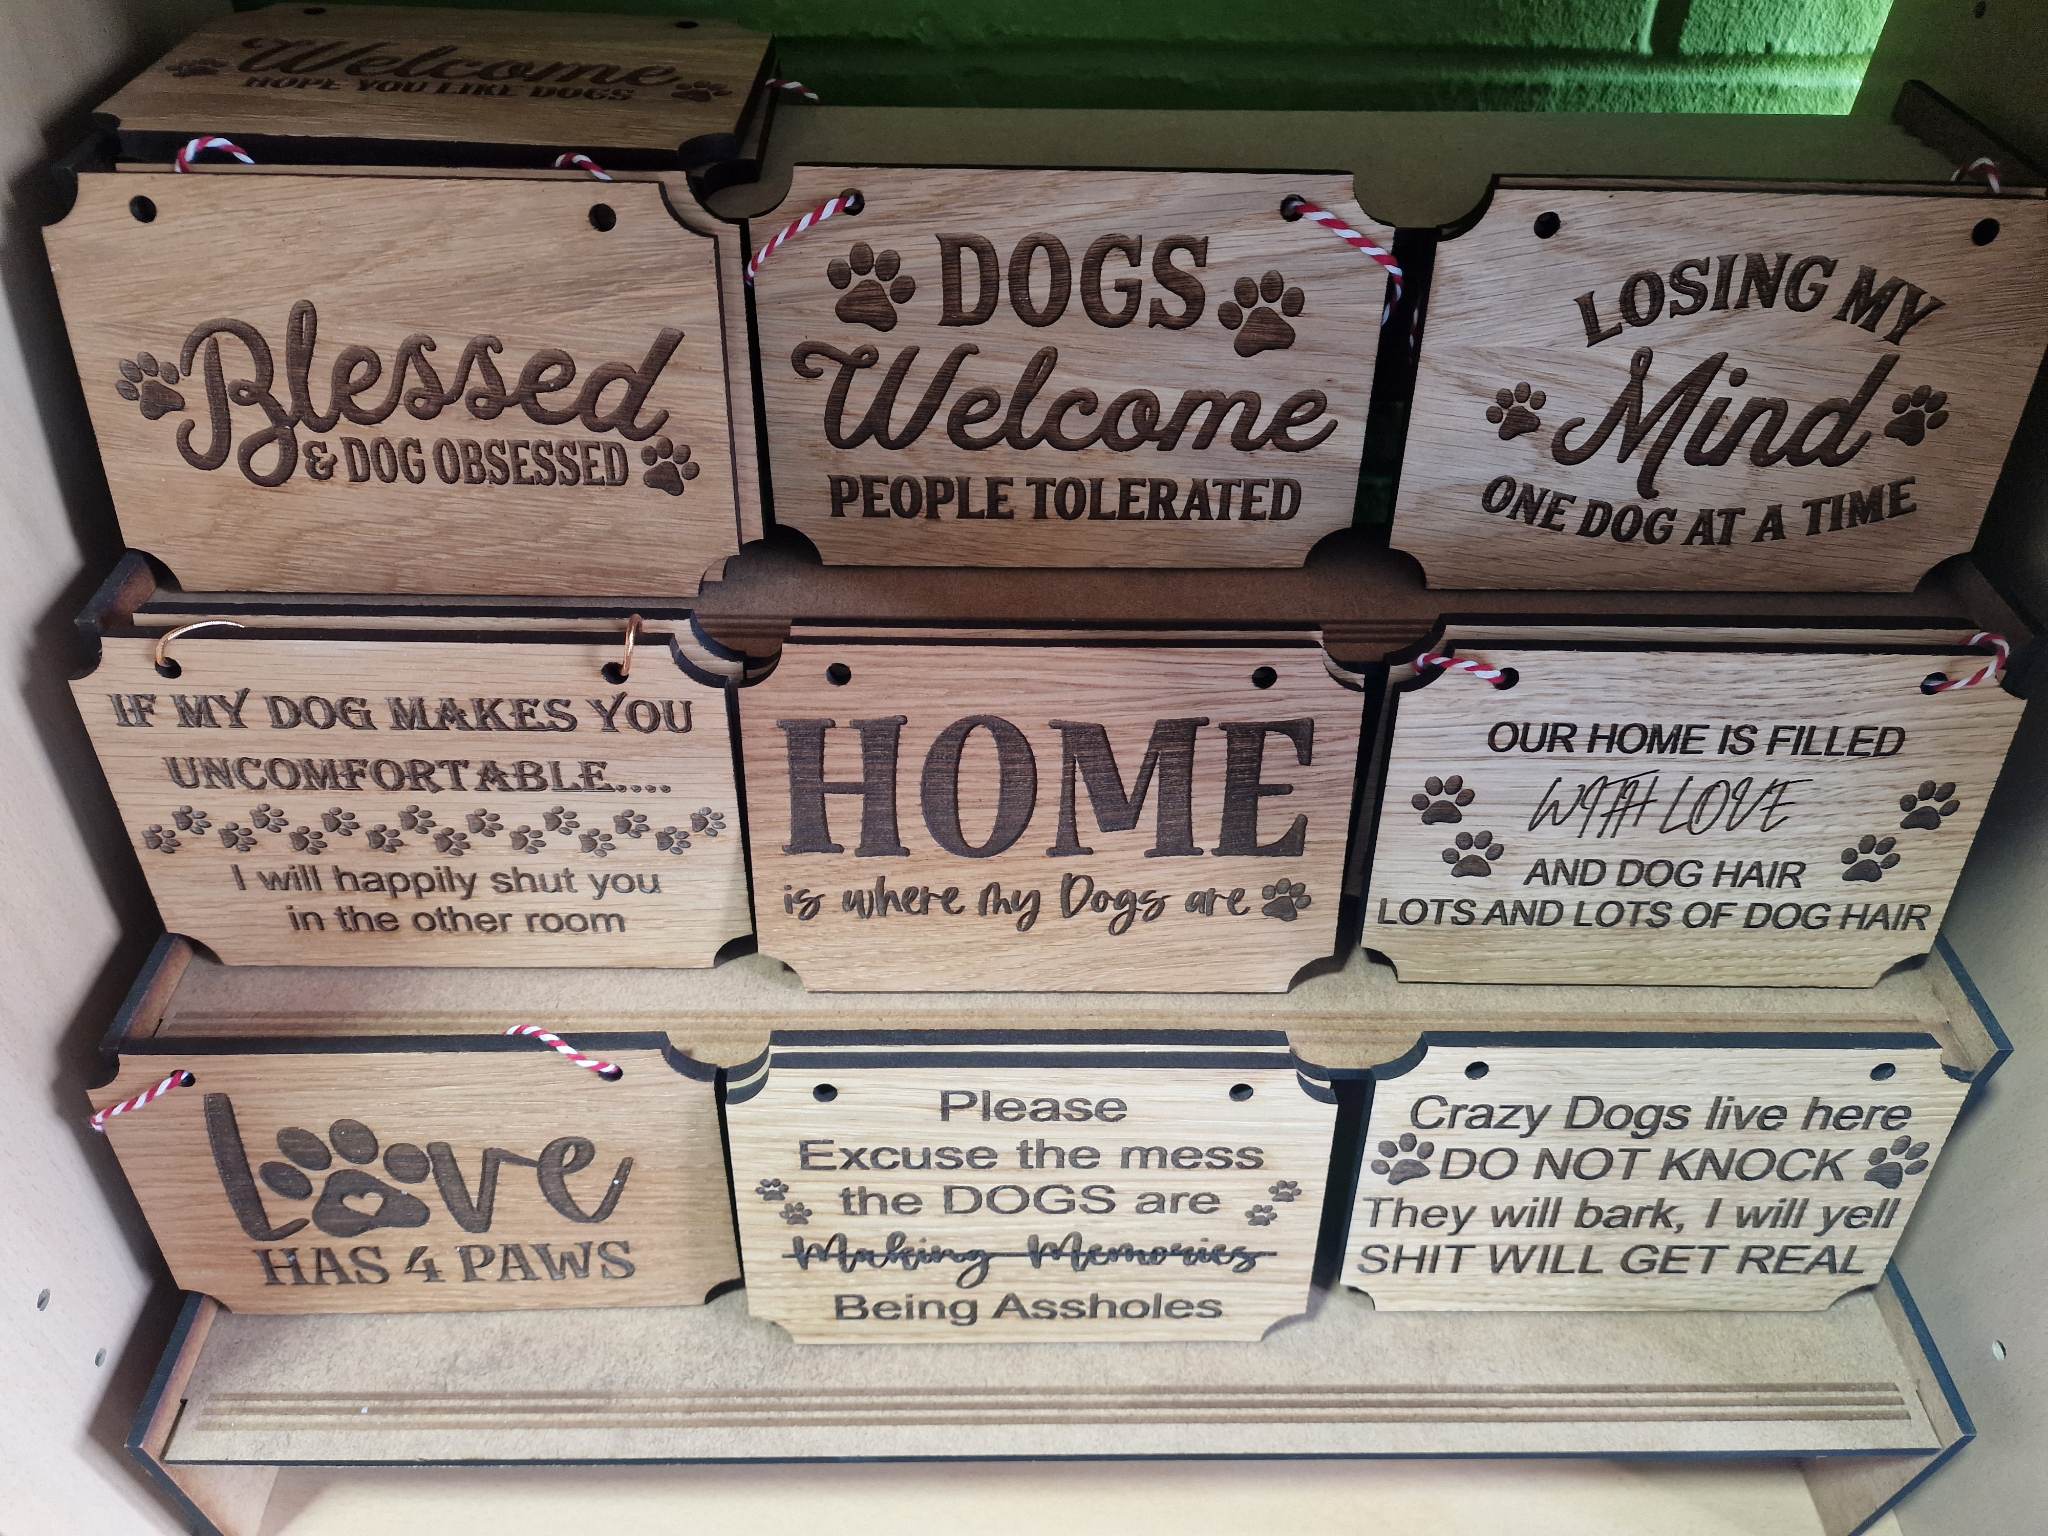 Welcome
HOPE YOU LIKE DOGS
Blessed
& DOG OBSESSED
DOGS
Welcome
PEOPLE TOLERATED
LOSING MY
Mind
ONE DOG AT A TIME
IF MY DOG MAKES YOU
UNCOMFORTABLE....
I will happily shut you
in the other room
HOME
is where my Dogs are
OUR HOME IS FILLED
WITH LOVE
AND DOG HAIR
LOTS AND LOTS OF DOG HAIR
Love
HAS 4 PAWS
Please
Excuse the mess
the DOGS are
Making Memories
Being Assholes
Crazy Dogs live here
DO NOT KNOCK
They will bark, I will yell
SHIT WILL GET REAL